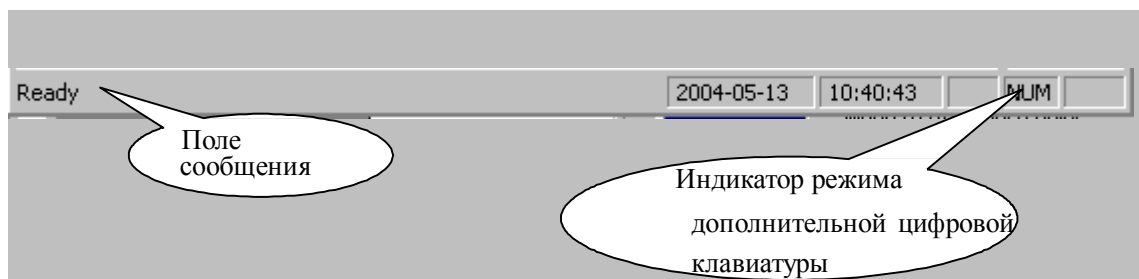 Ready
2004-05-13
10:40:43
NUM
Поле
сообщения
Индикатор режима
дополнительной цифровой
клавиатуры